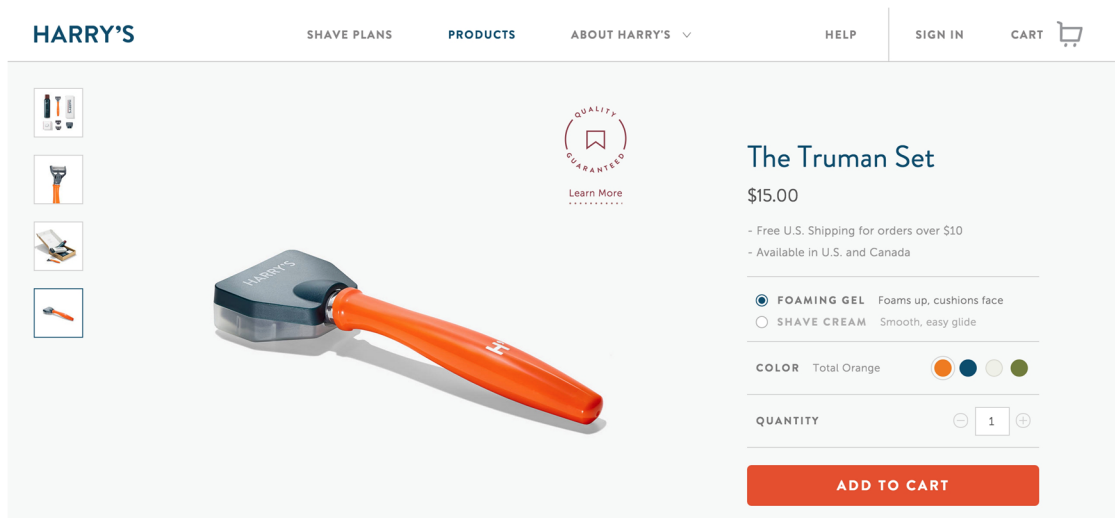 HARRY'S
SHAVE PLANS
PRODUCTS
ABOUT HARRY'S
HELP
SIGN IN
CART
QUALITY
GUARANTEED
Learn More
HARRY'S
H
The Truman Set
$15.00
- Free U.S. Shipping for orders over $10
- Available in U.S. and Canada
FOAMING GEL Foams up, cushions face
SHAVE CREAM Smooth, easy glide
COLOR Total Orange
QUANTITY
1
ADD TO CART